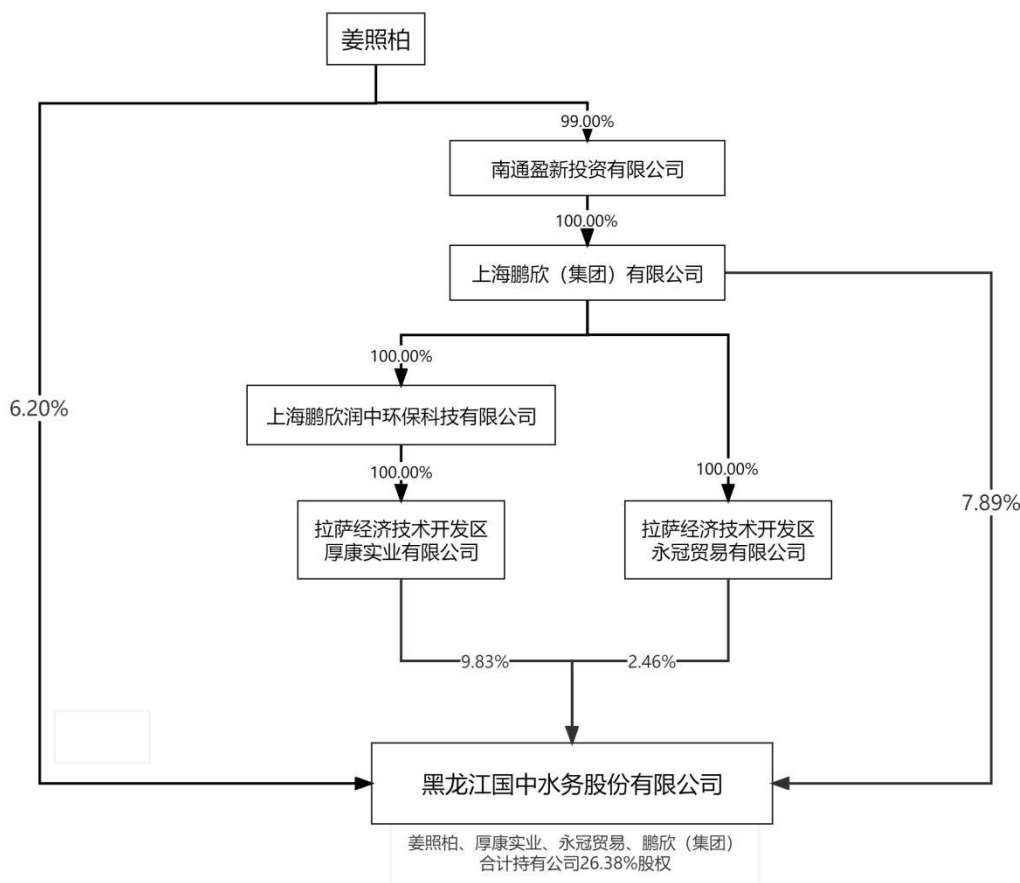 姜照柏
99.00%
南通盈新投资有限公司
100.00%
上海鹏欣（集团）有限公司
100.00%
上海鹏欣润中环保科技有限公司
6.20%
100.00%
100.00%
7.89%
拉萨经济技术开发区
厚康实业有限公司
拉萨经济技术开发区
永冠贸易有限公司
9.83%
2.46%
黑龙江国中水务股份有限公司
姜照柏、厚康实业、永冠贸易、鹏欣（集团）
合计持有公司26.38%股权